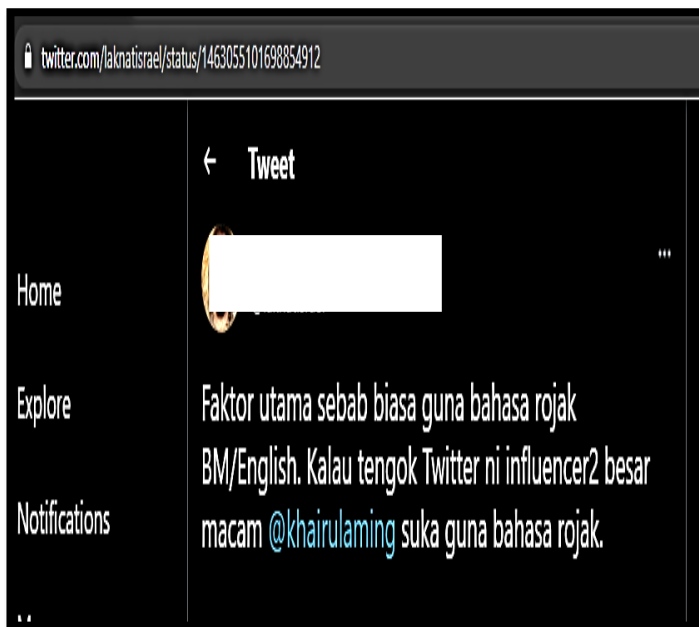 twitter.com/laknatisrael/status/1463055101698854912
← Tweet
...
Home
Explore
Notifications
Faktor utama sebab biasa guna bahasa rojak
BM/English. Kalau tengok Twitter ni influencer2 besar
macam @khairulaming suka guna bahasa rojak.